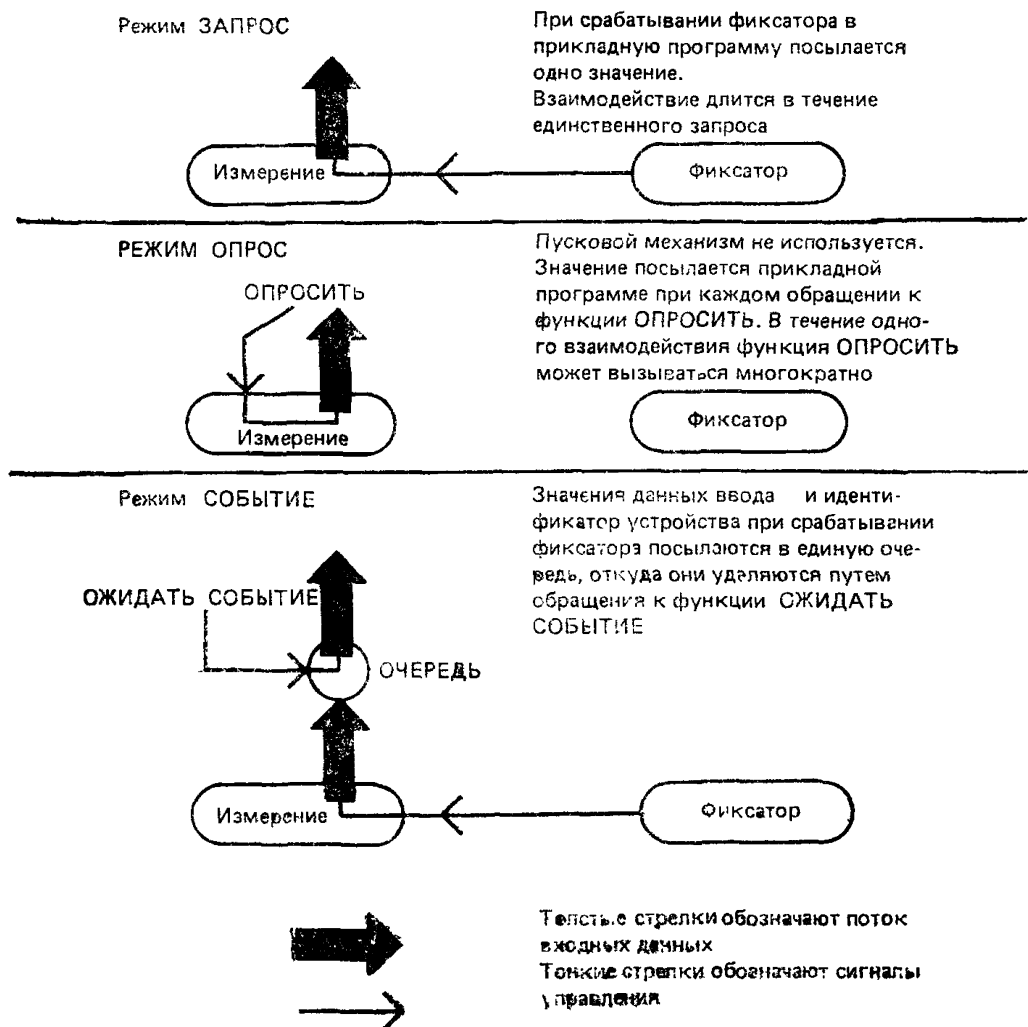 Режим ЗАПРОС
При срабатывании фиксатора в
прикладную программу посылается
одно значение.
Взаимодействие длится в течение
единственного запроса
Измерение
Фиксатор
РЕЖИМ ОПРОС
ОПРОСИТЬ
Пусковой механизм не используется.
Значение посылается прикладной
программе при каждом обращении к
функции ОПРОСИТЬ. В течение одно-
го взаимодействия функция ОПРОСИТЬ
может вызываться многократно
Измерение
Фиксатор
Режим СОБЫТИЕ
Значения данных ввода и иденти-
фикатор устройства при срабатывании
фиксатора посылаются в единую оче-
редь, откуда они удаляются путем
обращения к функции ОЖИДАТЬ
СОБЫТИЕ
ОЖИДАТЬ СОБЫТИЕ
ОЧЕРЕДЬ
Измерение
Фиксатор
Толстые стрелки обозначают поток
входных данных
Тонкие стрелки обозначают сигналы
управления